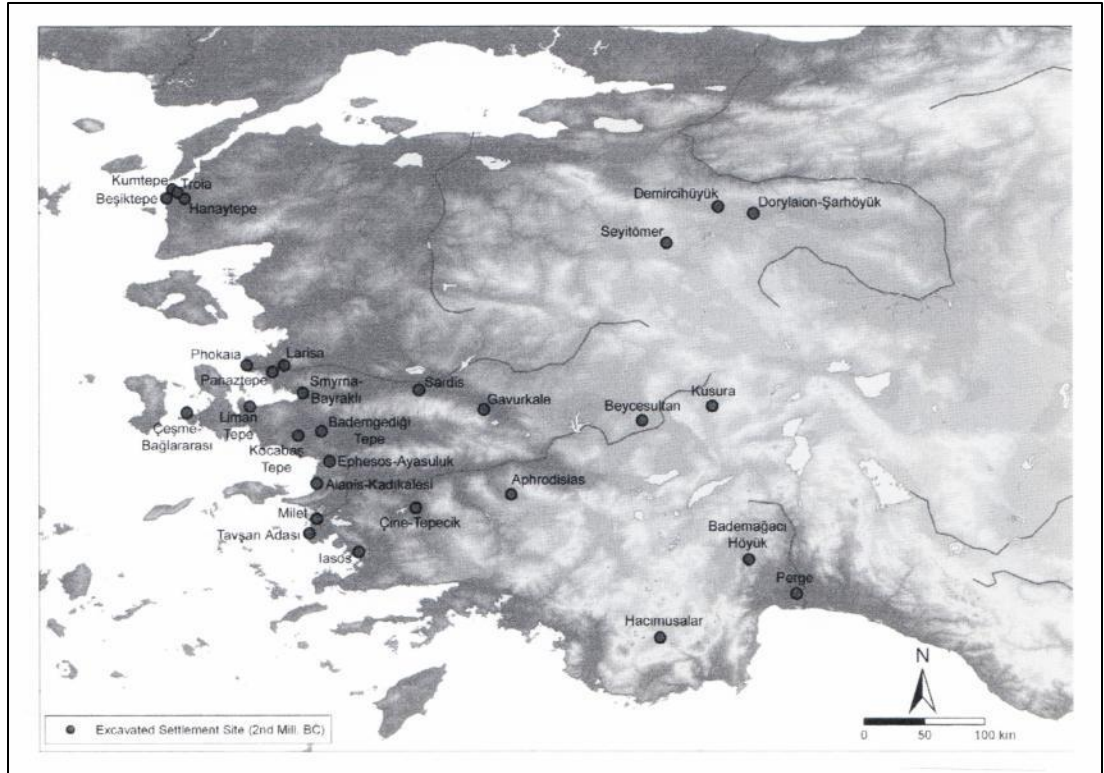 Kumtepe
Troia
Beşiktepe
Hanaytepe
Demircihüyük
Dorylaion-Şarhöyük
Seyitömer
Phokaia
Larisa
Panaztepe
Smyrna-
Bayraklı
Sardis
Gavurkale
Beycesultan
Kusura
Çeşme-
Bağlararası
Liman
Tepe
Bademgediği
Tepe
Kocabaş
Tepe
Ephesos-Ayasuluk
Aianis-Kadıkalesi
Aphrodisias
Milet
Çine-Tepecik
Tavşan Adası
Iasos
Bademağacı
Höyük
Perge
Hacımusalar
N
Excavated Settlement Site (2nd Mill. BC)
0 50 100 km